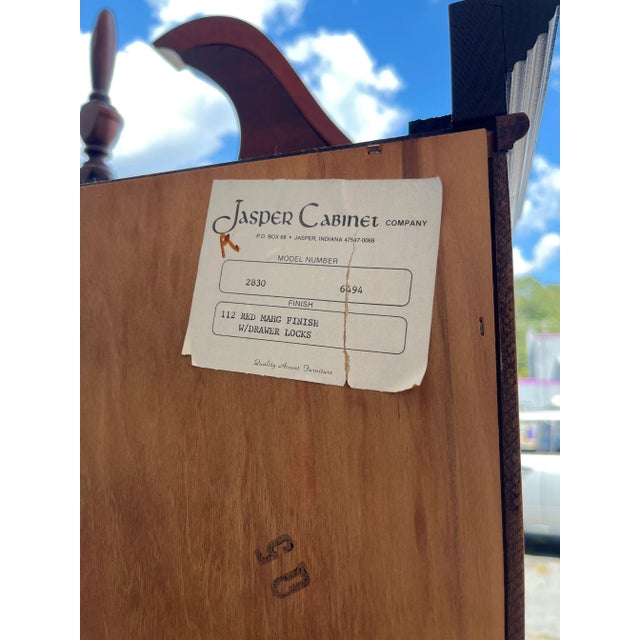 JASPER CABINET COMPANY
P.O. BOX 69 • JASPER, INDIANA 47547-0069
MODEL NUMBER
2830 6494
FINISH
112 RED MAHG FINISH
W/DRAWER LOCKS
Quality Accent Furniture